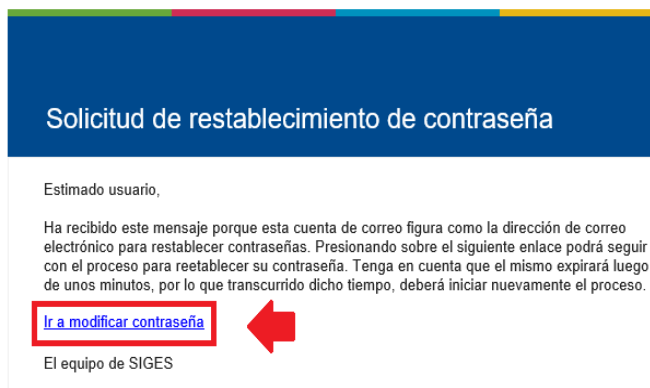 Solicitud de restablecimiento de contraseña
Estimado usuario,
Ha recibido este mensaje porque esta cuenta de correo figura como la dirección de correo
electrónico para restablecer contraseñas. Presionando sobre el siguiente enlace podrá seguir
con el proceso para reetablecer su contraseña. Tenga en cuenta que el mismo expirará luego
de unos minutos, por lo que transcurrido dicho tiempo, deberá iniciar nuevamente el proceso.
Ir a modificar contraseña
El equipo de SIGES